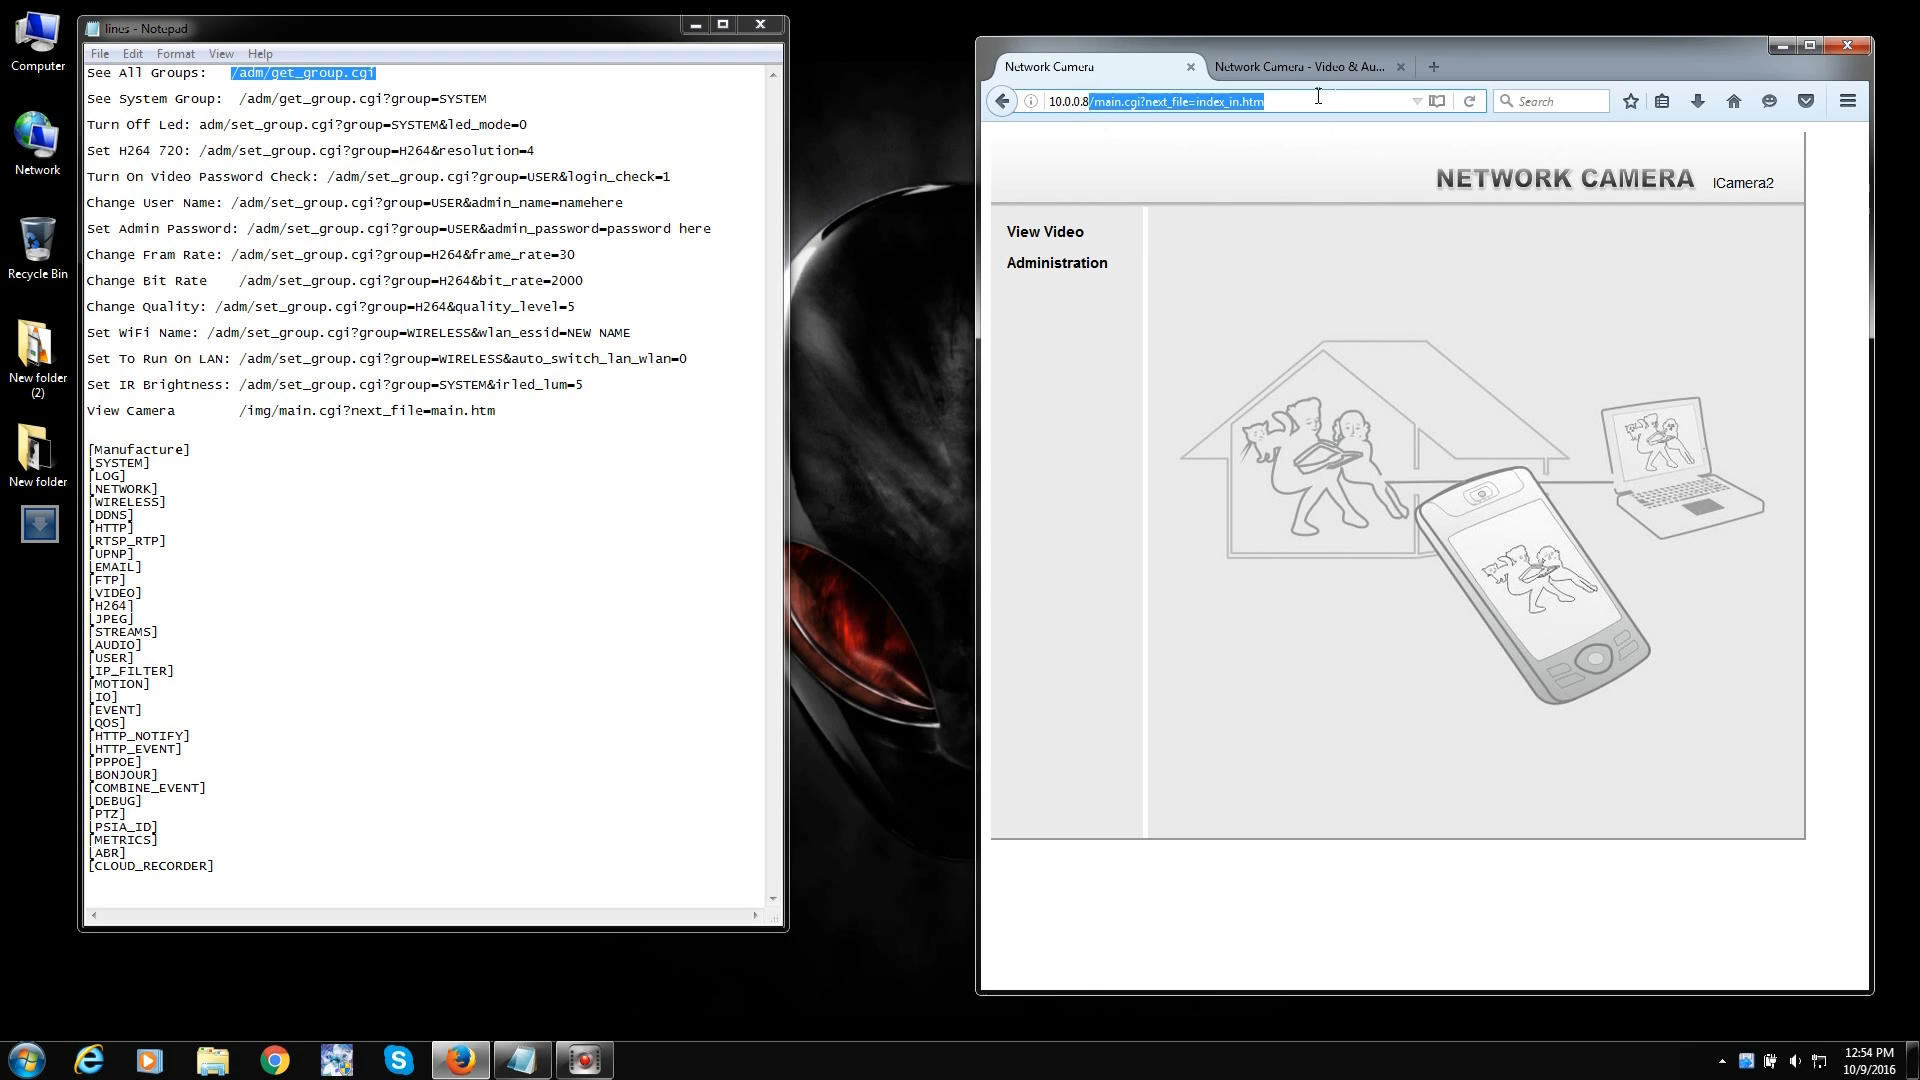 Computer
Network
Recycle Bin
New folder
(2)
New folder
lines - Notepad
File Edit Format View Help
See All Groups: /adm/get_group.cgi
See System Group: /adm/get_group.cgi?group=SYSTEM
Turn Off Led: adm/set_group.cgi?group=SYSTEM&led_mode=0
Set H264 720: /adm/set_group.cgi?group=H264&resolution=4
Turn On Video Password Check: /adm/set_group.cgi?group=USER&login_check=1
Change User Name: /adm/set_group.cgi?group=USER&admin_name=namehere
Set Admin Password: /adm/set_group.cgi?group=USER&admin_password=password here
Change Fram Rate: /adm/set_group.cgi?group=H264&frame_rate=30
Change Bit Rate /adm/set_group.cgi?group=H264&bit_rate=2000
Change Quality: /adm/set_group.cgi?group=H264&quality_level=5
Set WiFi Name: /adm/set_group.cgi?group=WIRELESS&wlan_essid=NEW NAME
Set To Run On LAN: /adm/set_group.cgi?group=WIRELESS&auto_switch_lan_wlan=0
Set IR Brightness: /adm/set_group.cgi?group=SYSTEM&irled_lum=5
View Camera /img/main.cgi?next_file=main.htm
[Manufacture]
[SYSTEM]
[LOG]
[NETWORK]
[WIRELESS]
[DDNS]
[HTTP]
[RTSP_RTP]
[UPNP]
[EMAIL]
[FTP]
[VIDEO]
[H264]
[JPEG]
[STREAMS]
[AUDIO]
[USER]
[IP_FILTER]
[MOTION]
[IO]
[EVENT]
[QOS]
[HTTP_NOTIFY]
[HTTP_EVENT]
[PPPOE]
[BONJOUR]
[COMBINE_EVENT]
[DEBUG]
[PTZ]
[PSIA_ID]
[METRICS]
[ABR]
[CLOUD_RECORDER]
Network Camera
Network Camera - Video & Au...
10.0.0.8/main.cgi?next_file=index_in.htm
Search
NETWORK CAMERA ICamera2
View Video
Administration
12:54 PM
10/9/2016